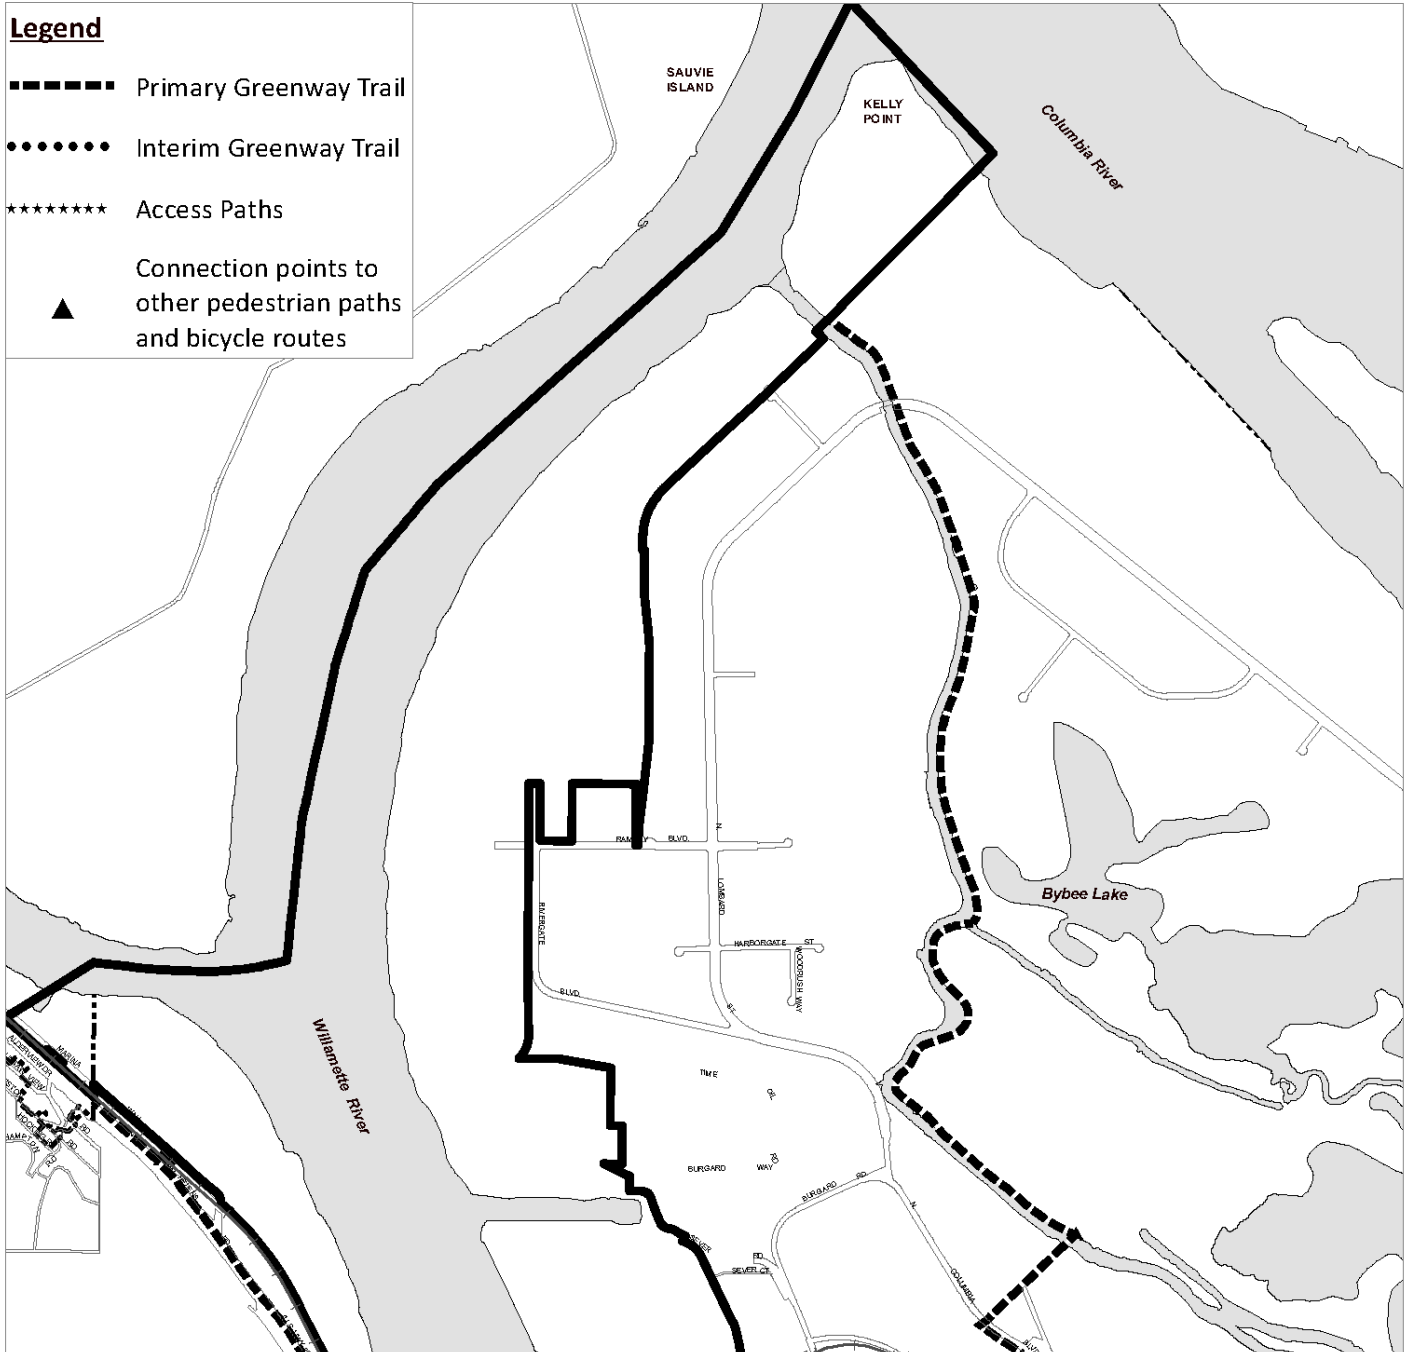 Legend
Primary Greenway Trail
Interim Greenway Trail
Access Paths
Connection points to
other pedestrian paths
and bicycle routes
SAUVIE
ISLAND
KELLY
POINT
Columbia River
N.
BLVD.
LOMBARD
RIVERGATE
Bybee Lake
HARBORGATE ST
WOODRUSH WAY
BLVD.
ST.
Willamette River
MARINA
TIME
OIL
RD
BURGARD WAY
BURGARD RD.
N.
SEVER
RD.
SEVER CT.
COLUMBIA
BLVD.